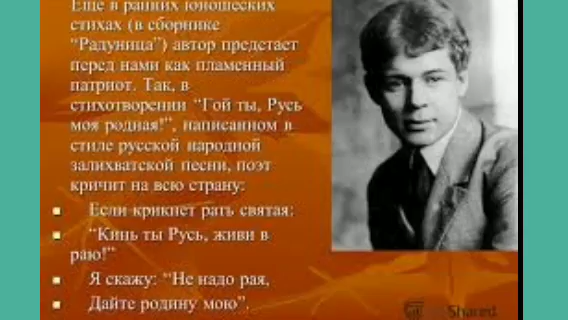 Еще в ранних юношеских
стихах (в сборнике
“Радуница”) автор предстает
перед нами как пламенный
патриот. Так, в
стихотворении “Гой ты, Русь
моя родная!”, написанном в
стиле русской народной
залихватской песни, поэт
кричит на всю страну:
Если крикнет рать святая:
“Кинь ты Русь, живи в
раю!”
Я скажу: “Не надо рая,
Дайте родину мою”.
Shared